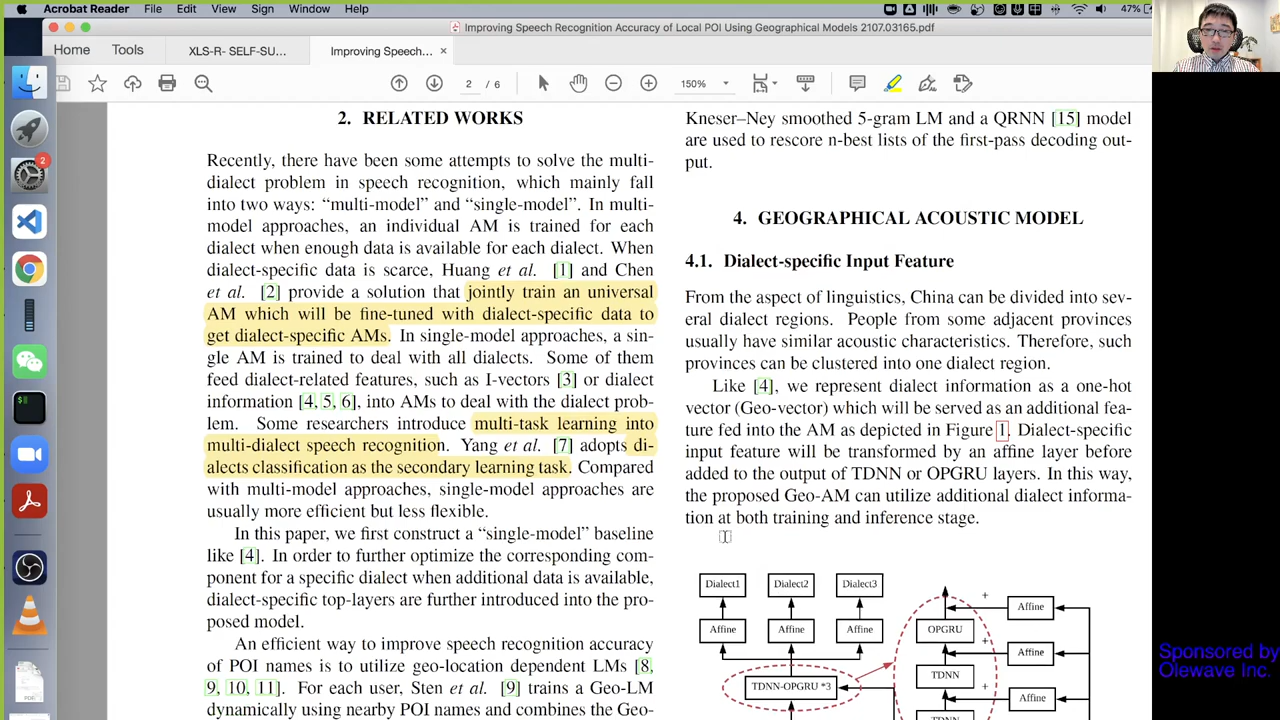 Acrobat Reader File Edit View Sign Window Help 47%
Improving Speech Recognition Accuracy of Local POI Using Geographical Models 2107.03165.pdf
Home Tools XLS-R- SELF-SU... Improving Speech... ×
2 / 6 150%
2
2. RELATED WORKS
Recently, there have been some attempts to solve the multi-
dialect problem in speech recognition, which mainly fall
into two ways: “multi-model” and “single-model”. In multi-
model approaches, an individual AM is trained for each
dialect when enough data is available for each dialect. When
dialect-specific data is scarce, Huang et al. [1] and Chen
et al. [2] provide a solution that jointly train an universal
AM which will be fine-tuned with dialect-specific data to
get dialect-specific AMs. In single-model approaches, a sin-
gle AM is trained to deal with all dialects. Some of them
feed dialect-related features, such as I-vectors [3] or dialect
information [4, 5, 6], into AMs to deal with the dialect prob-
lem. Some researchers introduce multi-task learning into
multi-dialect speech recognition. Yang et al. [7] adopts di-
alects classification as the secondary learning task. Compared
with multi-model approaches, single-model approaches are
usually more efficient but less flexible.
In this paper, we first construct a “single-model” baseline
like [4]. In order to further optimize the corresponding com-
ponent for a specific dialect when additional data is available,
dialect-specific top-layers are further introduced into the pro-
posed model.
An efficient way to improve speech recognition accuracy
of POI names is to utilize geo-location dependent LMs [8,
9, 10, 11]. For each user, Sten et al. [9] trains a Geo-LM
dynamically using nearby POI names and combines the Geo-
Kneser–Ney smoothed 5-gram LM and a QRNN [15] model
are used to rescore n-best lists of the first-pass decoding out-
put.
4. GEOGRAPHICAL ACOUSTIC MODEL
4.1. Dialect-specific Input Feature
From the aspect of linguistics, China can be divided into sev-
eral dialect regions. People from some adjacent provinces
usually have similar acoustic characteristics. Therefore, such
provinces can be clustered into one dialect region.
Like [4], we represent dialect information as a one-hot
vector (Geo-vector) which will be served as an additional fea-
ture fed into the AM as depicted in Figure 1. Dialect-specific
input feature will be transformed by an affine layer before
added to the output of TDNN or OPGRU layers. In this way,
the proposed Geo-AM can utilize additional dialect informa-
tion at both training and inference stage.
Dialect1 Dialect2 Dialect3
+ Affine
Affine Affine Affine OPGRU
+ Affine
TDNN
TDNN-OPGRU *3
+ Affine
TDNN
Sponsored by
Olewave Inc.